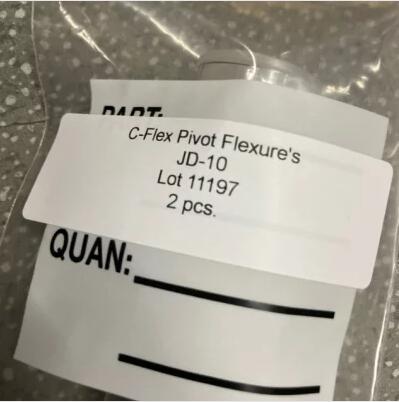 PART:
C-Flex Pivot Flexure's
JD-10
Lot 11197
2 pcs.
QUAN: